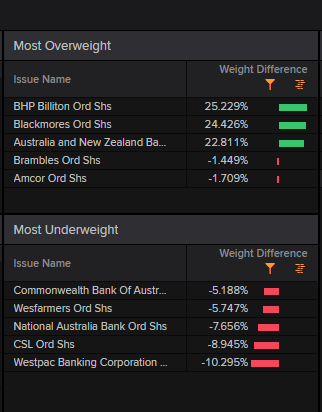 Most Overweight
Issue Name Weight Difference
BHP Billiton Ord Shs 25.229%
Blackmores Ord Shs 24.426%
Australia and New Zealand Ba... 22.811%
Brambles Ord Shs -1.449%
Amcor Ord Shs -1.709%
Most Underweight
Issue Name Weight Difference
Commonwealth Bank Of Austr... -5.188%
Wesfarmers Ord Shs -5.747%
National Australia Bank Ord Shs -7.656%
CSL Ord Shs -8.945%
Westpac Banking Corporation ... -10.295%